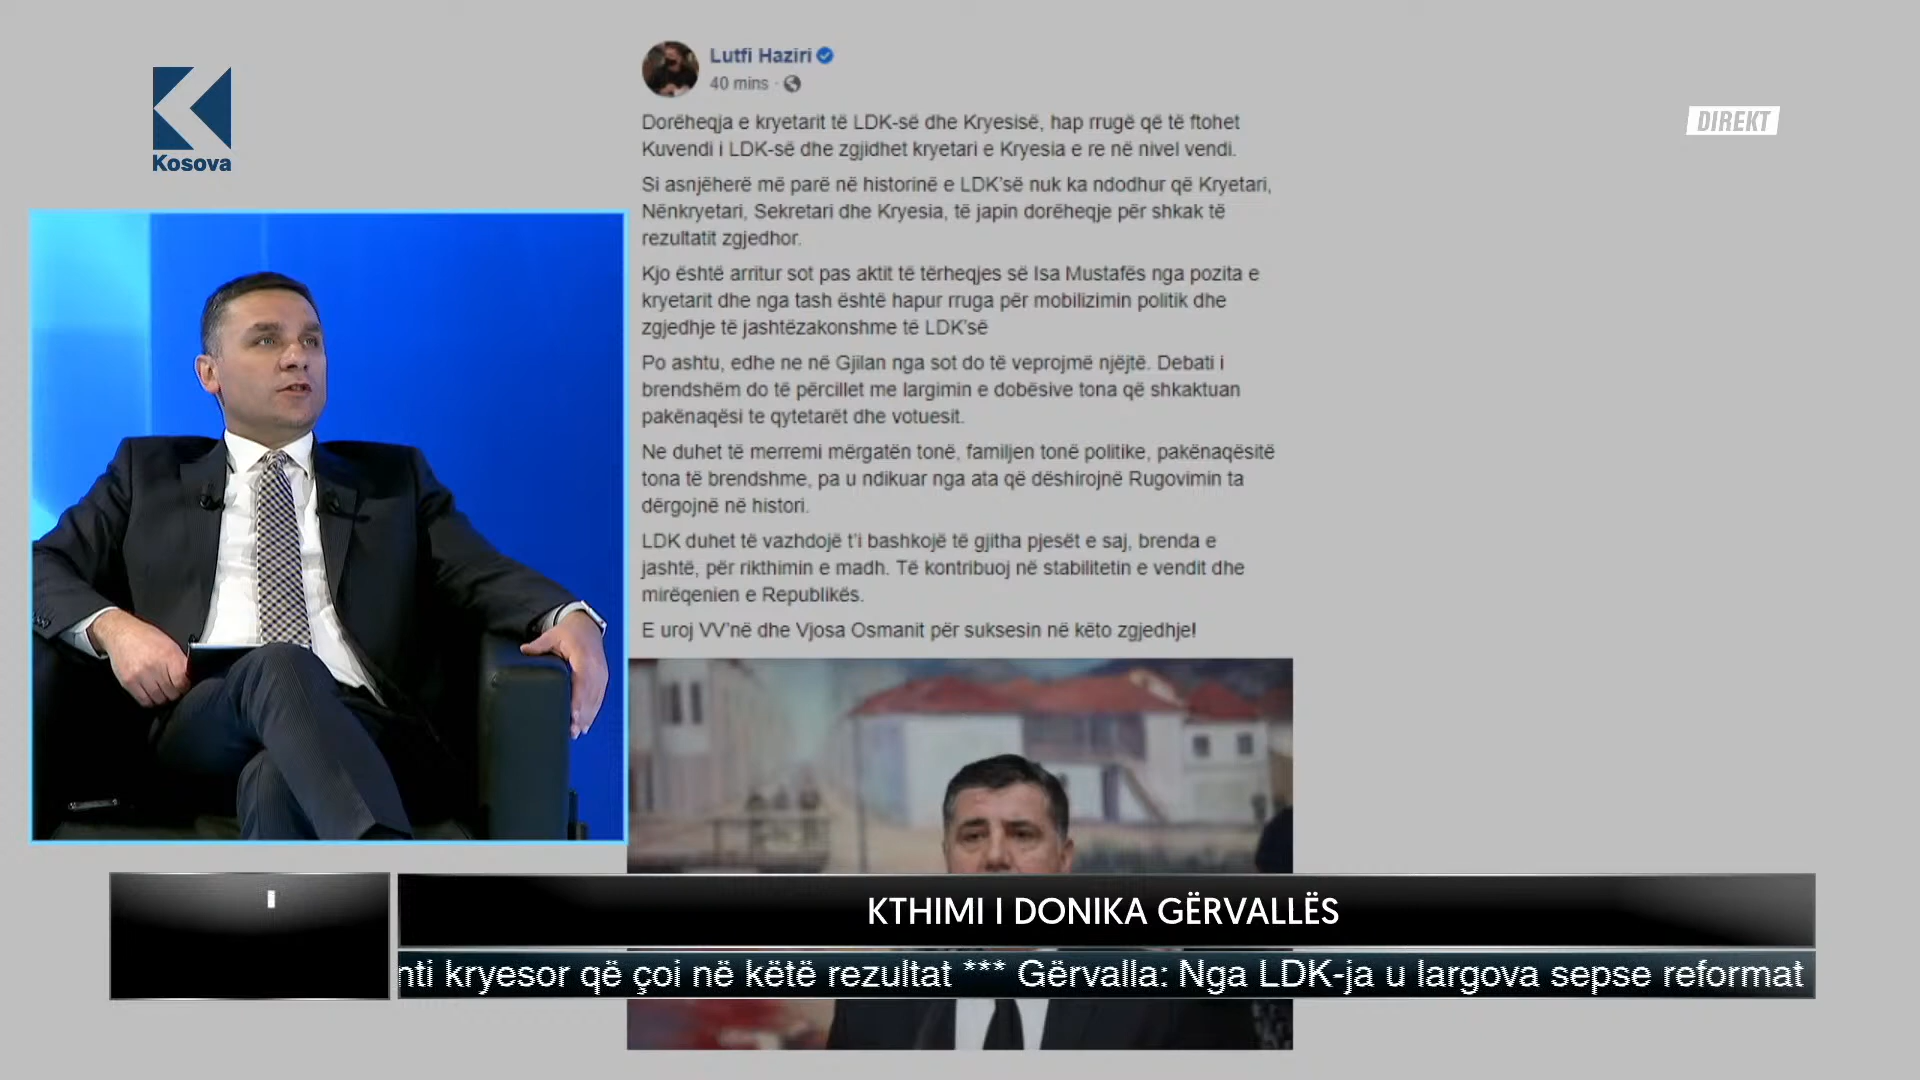 Kosova
DIREKT
Lutfi Haziri
40 mins ·
Dorëheqja e kryetarit të LDK-së dhe Kryesisë, hap rrugë që të ftohet
Kuvendi i LDK-së dhe zgjidhet kryetari e Kryesia e re në nivel vendi.
Si asnjëherë më parë në historinë e LDK'së nuk ka ndodhur që Kryetari,
Nënkryetari, Sekretari dhe Kryesia, të japin dorëheqje për shkak të
rezultatit zgjedhor.
Kjo është arritur sot pas aktit të tërheqjes së Isa Mustafës nga pozita e
kryetarit dhe nga tash është hapur rruga për mobilizimin politik dhe
zgjedhje të jashtëzakonshme të LDK'së
Po ashtu, edhe ne në Gjilan nga sot do të veprojmë njëjtë. Debati i
brendshëm do të përcillet me largimin e dobësive tona që shkaktuan
pakënaqësi te qytetarët dhe votuesit.
Ne duhet të merremi mërgatën tonë, familjen tonë politike, pakënaqësitë
tona të brendshme, pa u ndikuar nga ata që dëshirojnë Rugovimin ta
dërgojnë në histori.
LDK duhet të vazhdojë t'i bashkojë të gjitha pjesët e saj, brenda e
jashtë, për rikthimin e madh. Të kontribuoj në stabilitetin e vendit dhe
mirëqenien e Republikës.
E uroj VV'në dhe Vjosa Osmanit për suksesin në këto zgjedhje!
KTHIMI I DONIKA GËRVALLËS
nti kryesor që çoi në këtë rezultat *** Gërvalla: Nga LDK-ja u largova sepse reformat